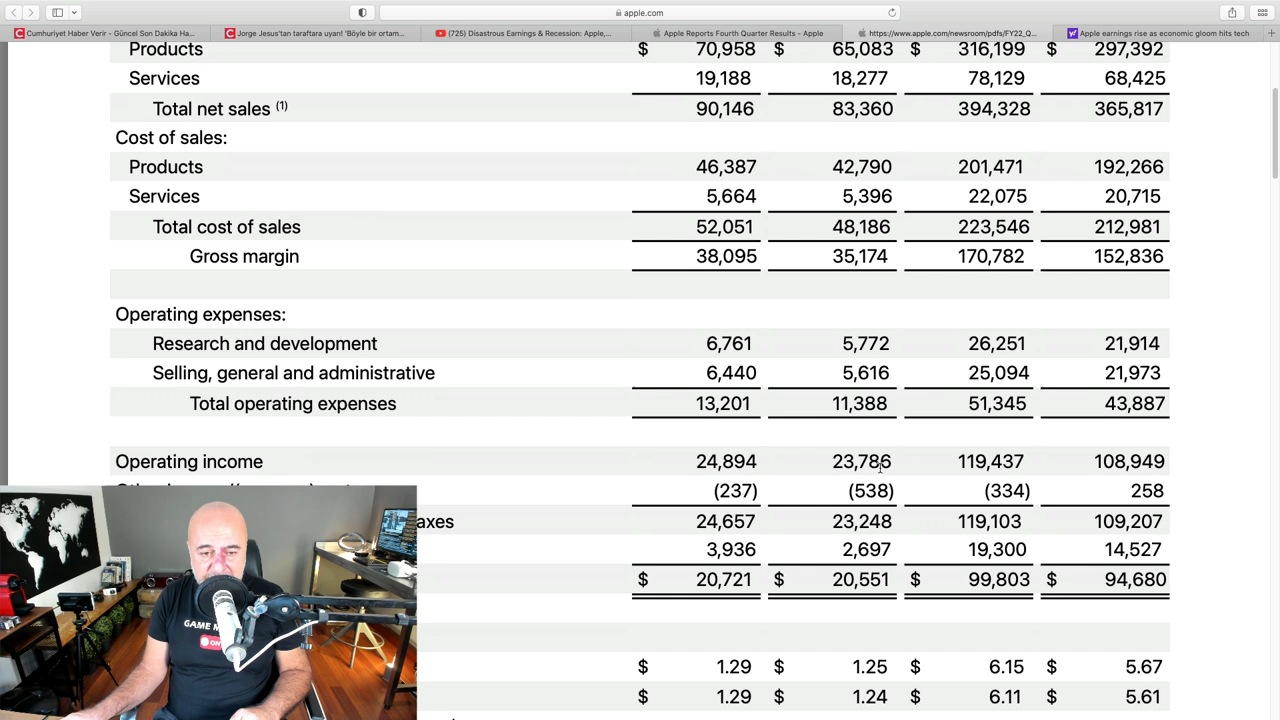 apple.com
Cumhuriyet Haber Verir - Güncel Son Dakika Ha...
Jorge Jesus'tan taraftara uyarı! 'Böyle bir ortam...
(725) Disastrous Earnings & Recession: Apple,...
Apple Reports Fourth Quarter Results - Apple
https://www.apple.com/newsroom/pdfs/FY22_Q...
Apple earnings rise as economic gloom hits tech
Products $ 70,958 $ 65,083 $ 316,199 $ 297,392
Services 19,188 18,277 78,129 68,425
Total net sales (1) 90,146 83,360 394,328 365,817
Cost of sales:
Products 46,387 42,790 201,471 192,266
Services 5,664 5,396 22,075 20,715
Total cost of sales 52,051 48,186 223,546 212,981
Gross margin 38,095 35,174 170,782 152,836
Operating expenses:
Research and development 6,761 5,772 26,251 21,914
Selling, general and administrative 6,440 5,616 25,094 21,973
Total operating expenses 13,201 11,388 51,345 43,887
Operating income 24,894 23,786 119,437 108,949
(237) (538) (334) 258
axes 24,657 23,248 119,103 109,207
3,936 2,697 19,300 14,527
$ 20,721 $ 20,551 $ 99,803 $ 94,680
$ 1.29 $ 1.25 $ 6.15 $ 5.67
$ 1.29 $ 1.24 $ 6.11 $ 5.61
GAME M
ON